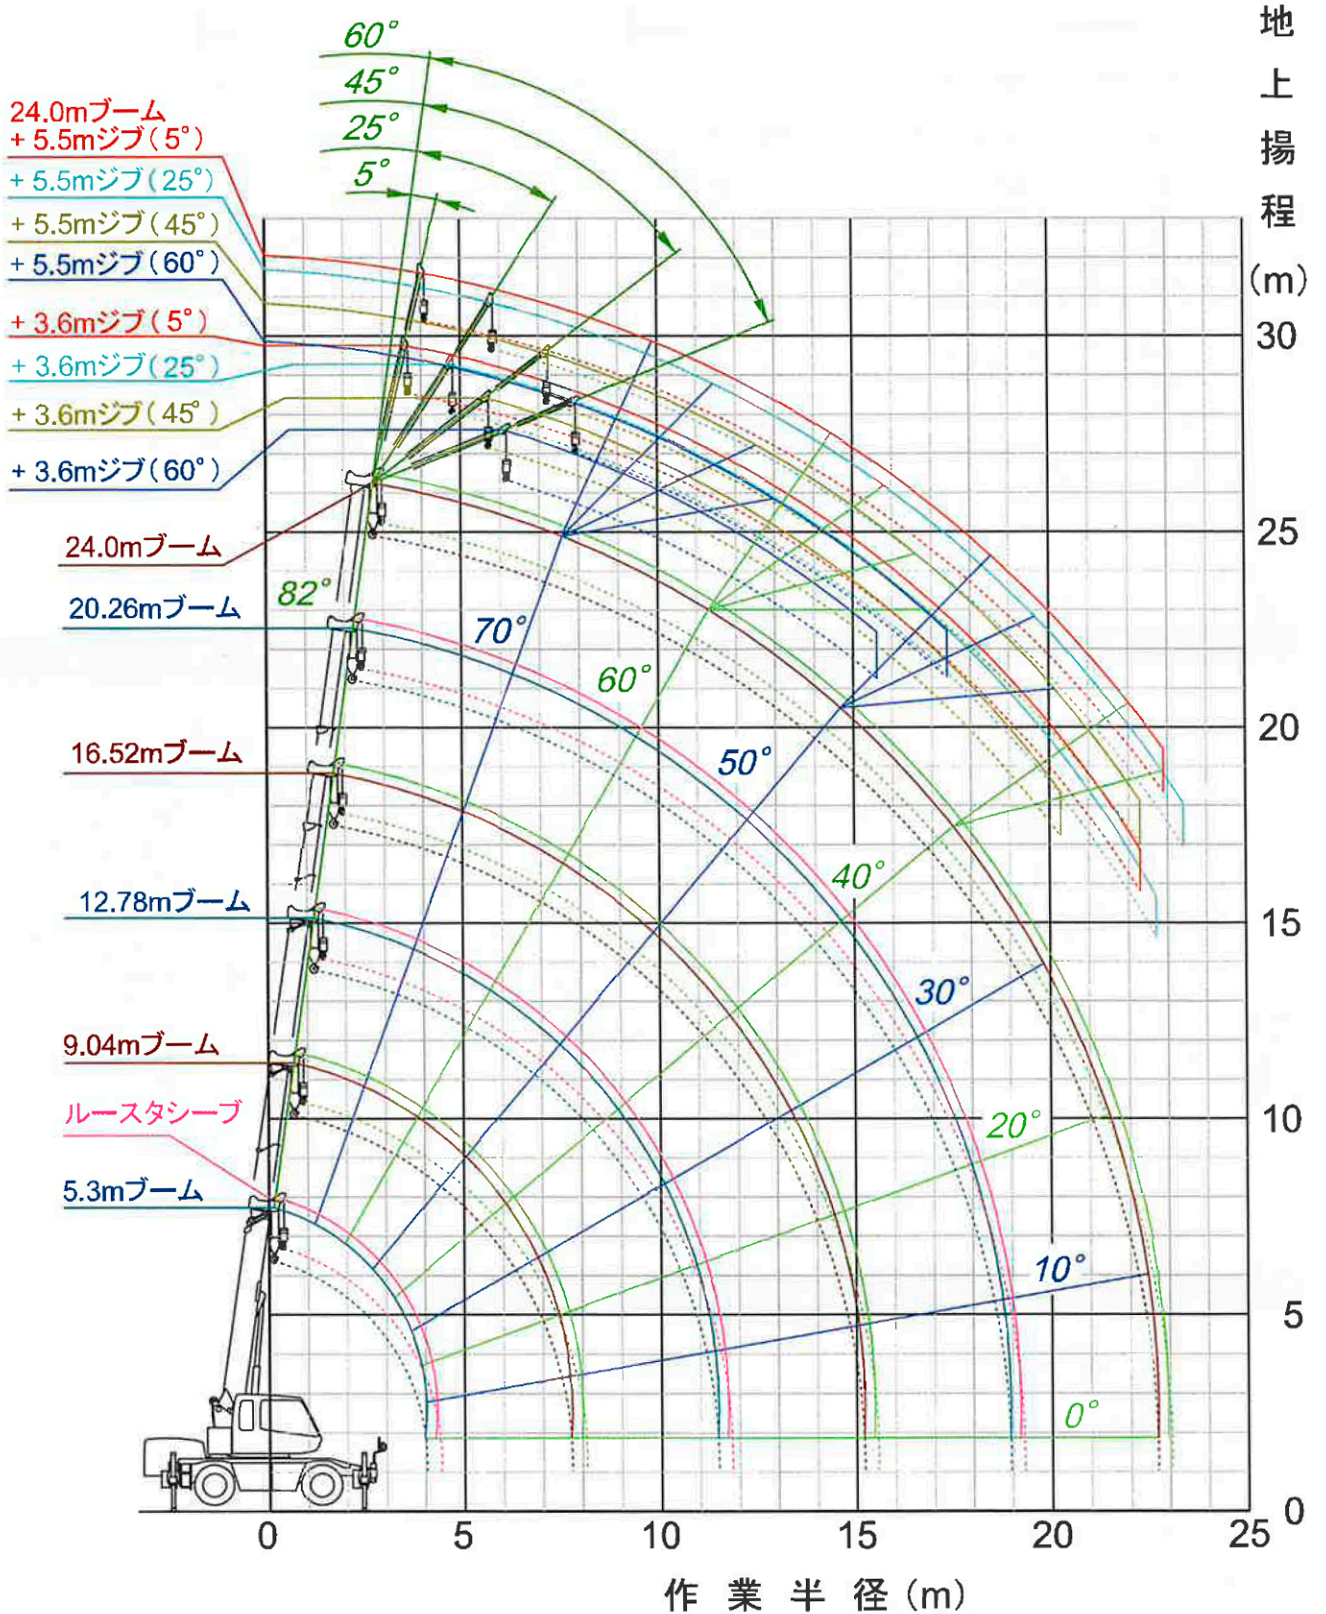 地上揚程(m)
60°
45°
25°
5°
24.0mブーム
+ 5.5mジブ(5°)
+ 5.5mジブ(25°)
+ 5.5mジブ(45°)
+ 5.5mジブ(60°)
+ 3.6mジブ(5°)
+ 3.6mジブ(25°)
+ 3.6mジブ(45°)
+ 3.6mジブ(60°)
24.0mブーム
20.26mブーム
16.52mブーム
12.78mブーム
9.04mブーム
ルースタシーブ
5.3mブーム
82°
70°
60°
50°
40°
30°
20°
10°
0°
30
25
20
15
10
5
0
0 5 10 15 20 25
作業半径(m)